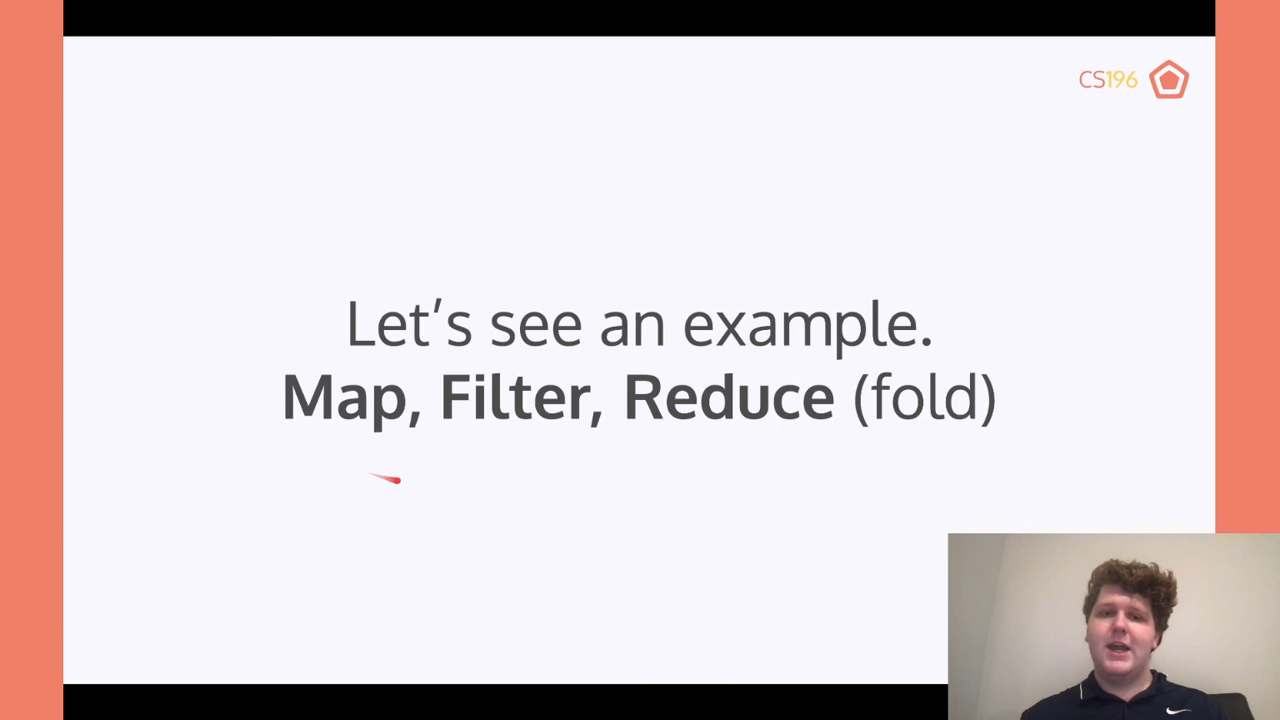 CS196
Let’s see an example.
Map, Filter, Reduce (fold)